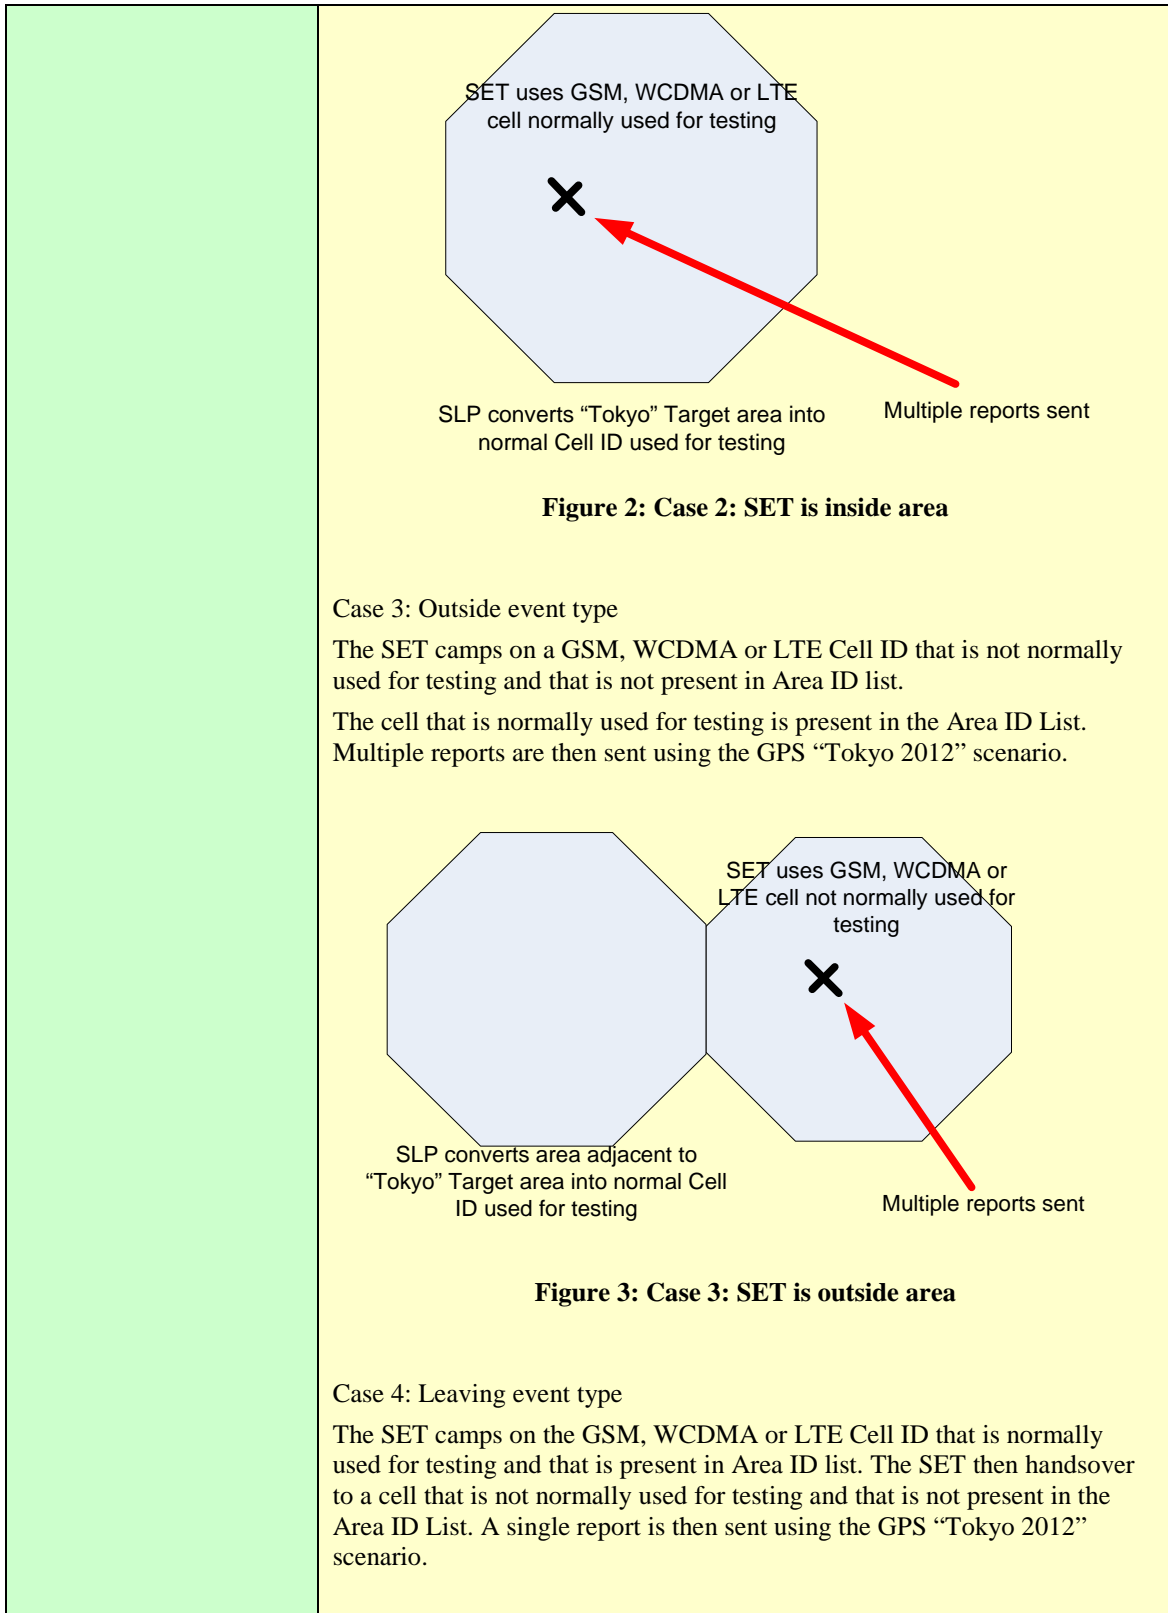 SET uses GSM, WCDMA or LTE
cell normally used for testing
SLP converts “Tokyo” Target area into
normal Cell ID used for testing
Multiple reports sent
Figure 2: Case 2: SET is inside area
Case 3: Outside event type
The SET camps on a GSM, WCDMA or LTE Cell ID that is not normally
used for testing and that is not present in Area ID list.
The cell that is normally used for testing is present in the Area ID List.
Multiple reports are then sent using the GPS “Tokyo 2012” scenario.
SET uses GSM, WCDMA or
LTE cell not normally used for
testing
SLP converts area adjacent to
“Tokyo” Target area into normal Cell
ID used for testing
Multiple reports sent
Figure 3: Case 3: SET is outside area
Case 4: Leaving event type
The SET camps on the GSM, WCDMA or LTE Cell ID that is normally
used for testing and that is present in Area ID list. The SET then handsover
to a cell that is not normally used for testing and that is not present in the
Area ID List. A single report is then sent using the GPS “Tokyo 2012”
scenario.